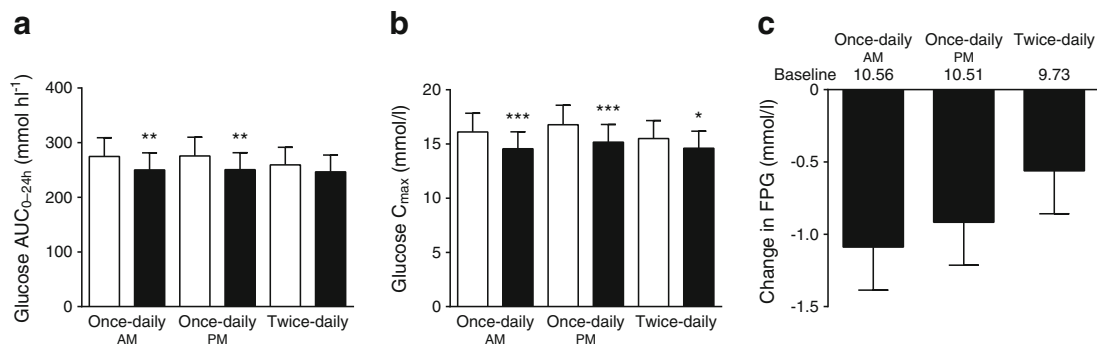 a
Glucose AUC0–24h (mmol hl-1)
400
300
200
100
0
**
**
Once-daily
AM
Once-daily
PM
Twice-daily
b
Glucose Cmax (mmol/l)
20
15
10
5
0
***
***
*
Once-daily
AM
Once-daily
PM
Twice-daily
c
Once-daily
AM
Once-daily
PM
Twice-daily
Baseline 10.56 10.51 9.73
Change in FPG (mmol/l)
0
-0.5
-1.0
-1.5